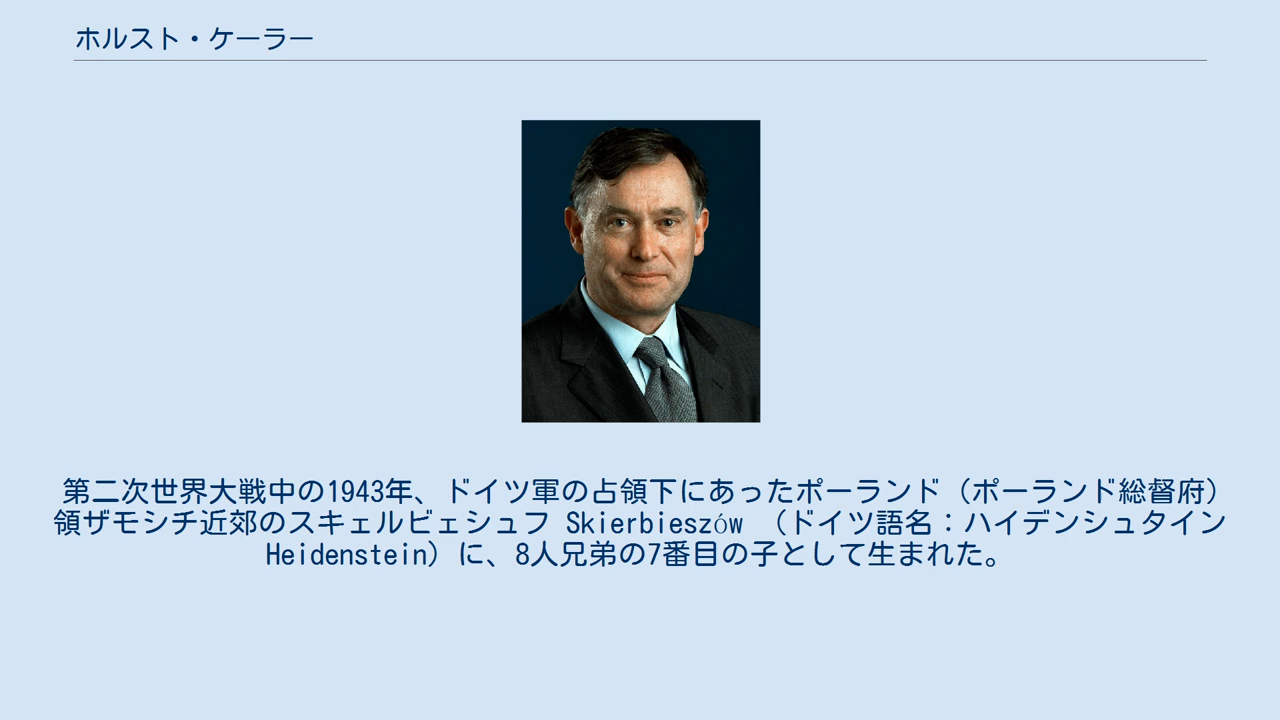 ホルスト・ケーラー
第二次世界大戦中の1943年、ドイツ軍の占領下にあったポーランド（ポーランド総督府）
領ザモシチ近郊のスキェルビェシュフ Skierbieszów （ドイツ語名：ハイデンシュタイン
Heidenstein）に、8人兄弟の7番目の子として生まれた。